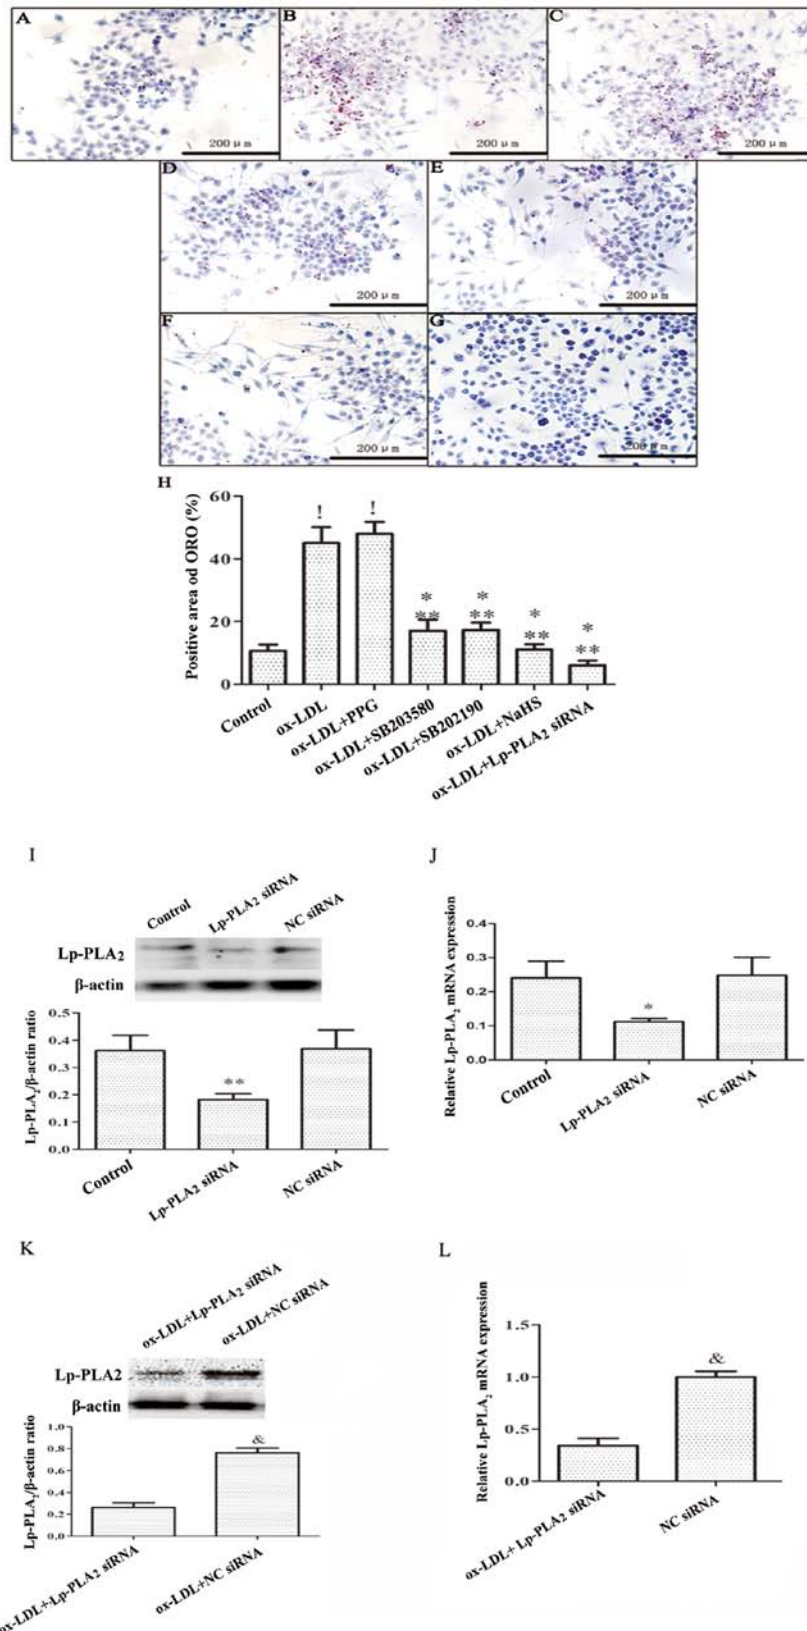 A
B
C
200 μm
200 μm
200 μm
D
E
200 μm
200 μm
F
G
200 μm
200 μm
H
Positive area od ORO (%)
60
40
20
0
!
!
*
**
*
**
*
**
*
**
Control
ox-LDL
ox-LDL+PPG
ox-LDL+SB203580
ox-LDL+SB202190
ox-LDL+NaHS
ox-LDL+Lp-PLA2 siRNA
I
Control
Lp-PLA2 siRNA
NC siRNA
Lp-PLA2
β-actin
Lp-PLA2/β-actin ratio
0.5
0.4
0.3
0.2
0.1
0.0
**
Control
Lp-PLA2 siRNA
NC siRNA
J
Relative Lp-PLA2 mRNA expression
0.4
0.3
0.2
0.1
0.0
*
Control
Lp-PLA2 siRNA
NC siRNA
K
ox-LDL+Lp-PLA2 siRNA
ox-LDL+NC siRNA
Lp-PLA2
β-actin
Lp-PLA2/β-actin ratio
1.0
0.8
0.6
0.4
0.2
0.0
&
ox-LDL+Lp-PLA2 siRNA
ox-LDL+NC siRNA
L
Relative Lp-PLA2 mRNA expression
1.5
1.0
0.5
0.0
&
ox-LDL+Lp-PLA2 siRNA
NC siRNA